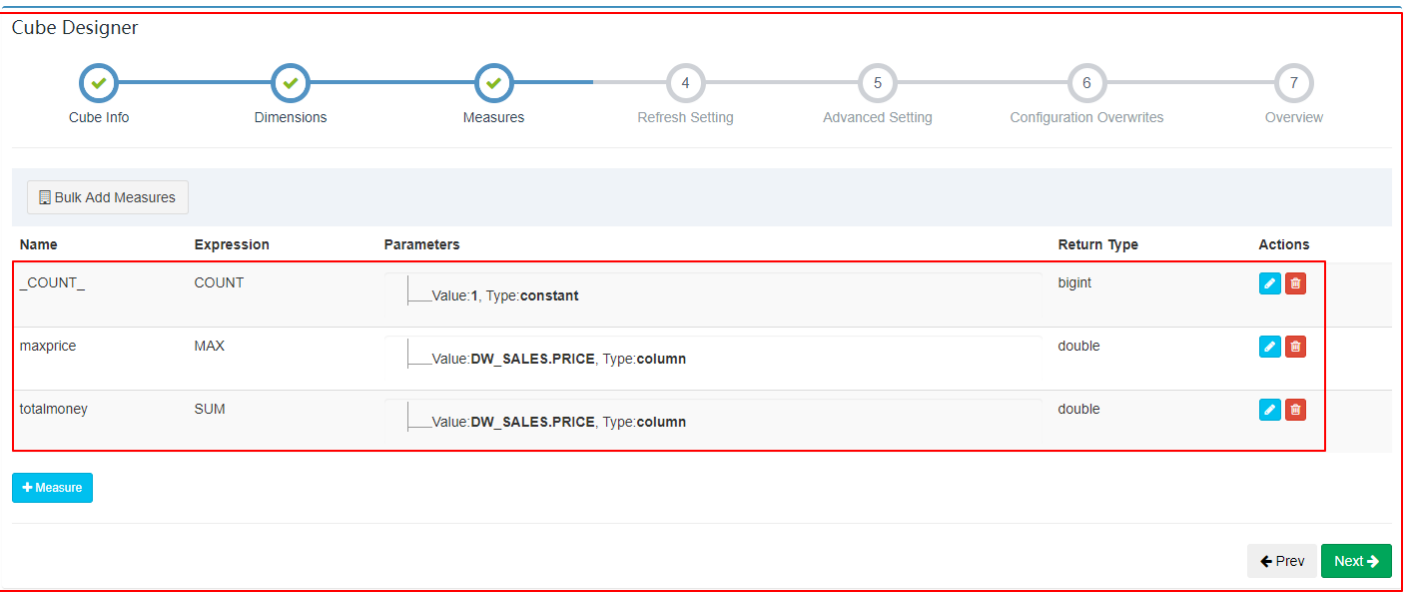 Cube Designer
4 5 6 7
Cube Info Dimensions Measures Refresh Setting Advanced Setting Configuration Overwrites Overview
Bulk Add Measures
Name Expression Parameters Return Type Actions
_COUNT_ COUNT Value:1, Type:constant bigint
maxprice MAX Value:DW_SALES.PRICE, Type:column double
totalmoney SUM Value:DW_SALES.PRICE, Type:column double
+ Measure
Prev Next